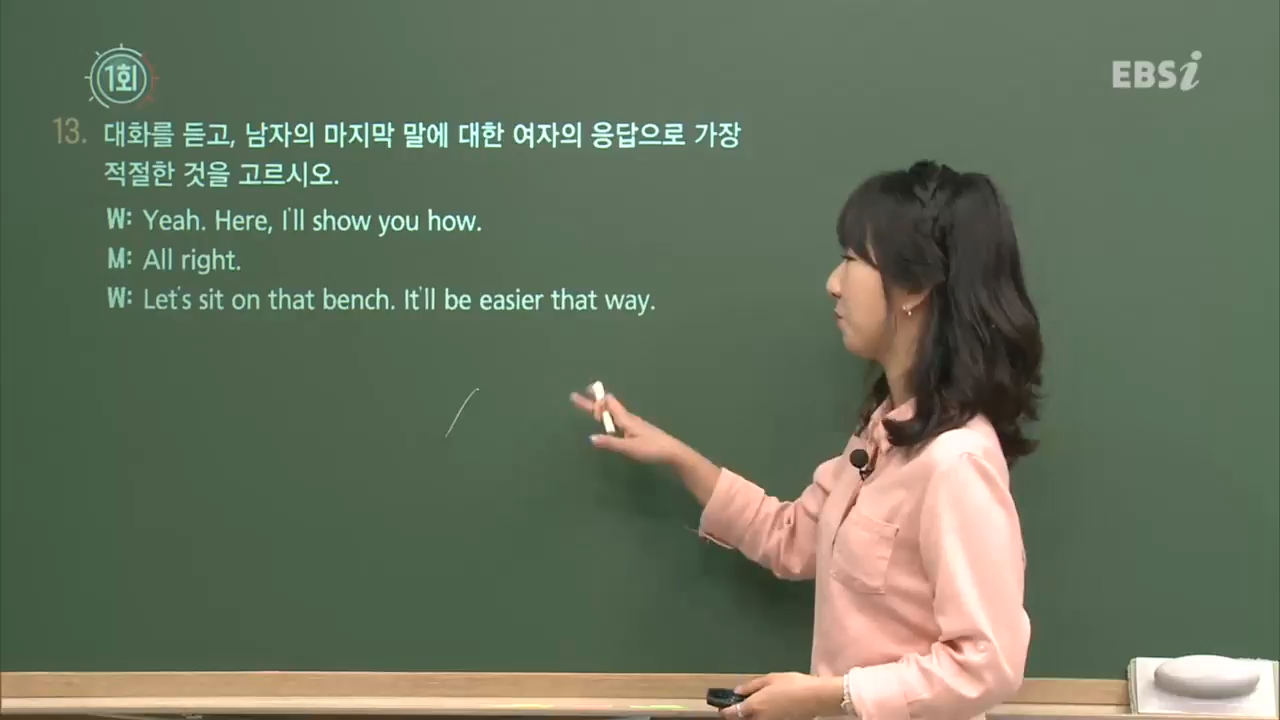 1회
EBSi
13. 대화를 듣고, 남자의 마지막 말에 대한 여자의 응답으로 가장
적절한 것을 고르시오.
W: Yeah. Here, I'll show you how.
M: All right.
W: Let's sit on that bench. It'll be easier that way.